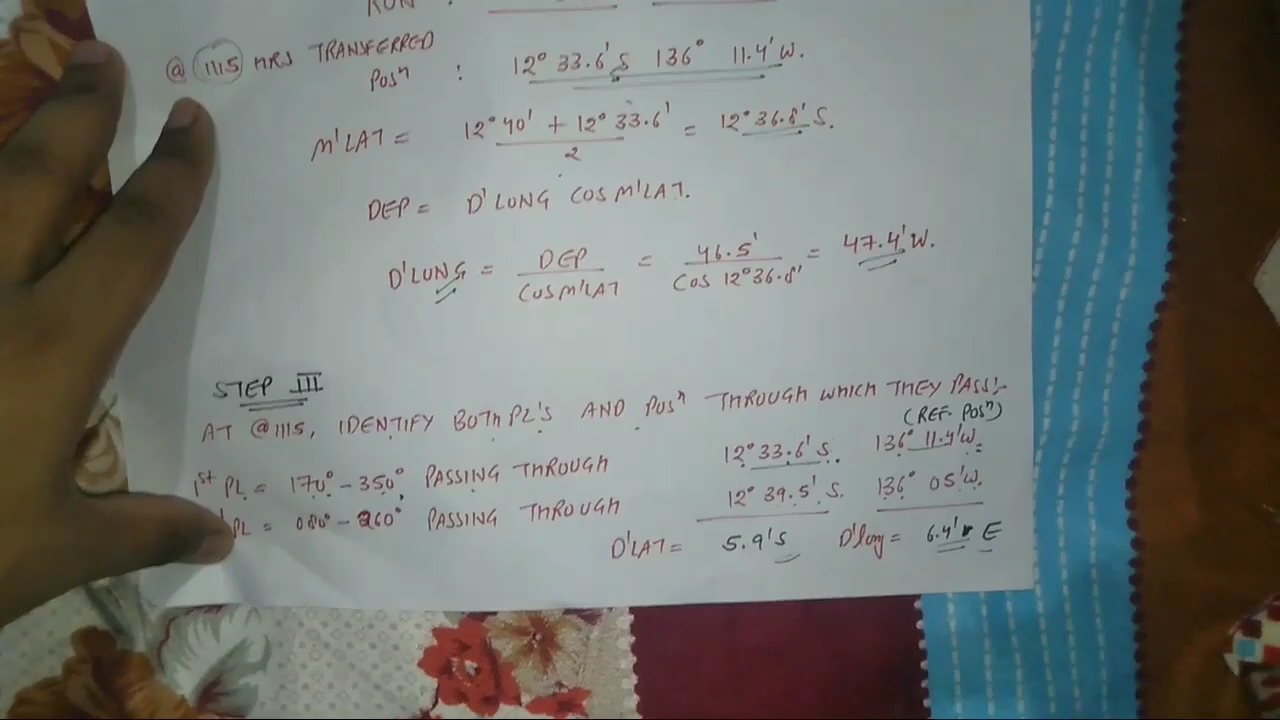 RUN :
@ 1115 HRS TRANSFERRED
POSⁿ : 12° 33.6' S 136° 11.4' W.
M'LAT = 12° 40' + 12° 33.6' / 2 = 12° 36.8' S.
DEP = D'LONG COS M'LAT.
D'LONG = DEP / COS M'LAT = 46.5' / COS 12° 36.8' = 47.4' W.
STEP III
AT @ 1115, IDENTIFY BOTH PL'S AND POSⁿ THROUGH WHICH THEY PASS:-
(REF. POSⁿ)
1st PL = 170° - 350° PASSING THROUGH 12° 33.6' S. 136° 11.4' W.
PL = 080° - 260° PASSING THROUGH 12° 39.5' S. 136° 05' W.
D'LAT = 5.9' S D'long = 6.4' E